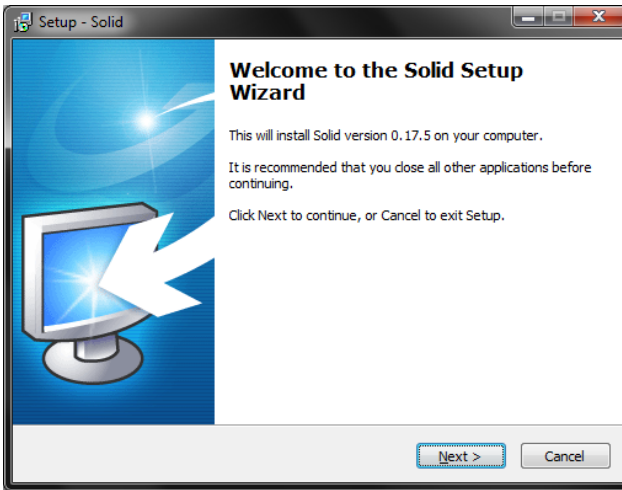 Setup - Solid
Welcome to the Solid Setup
Wizard
This will install Solid version 0.17.5 on your computer.
It is recommended that you close all other applications before
continuing.
Click Next to continue, or Cancel to exit Setup.
Next >
Cancel